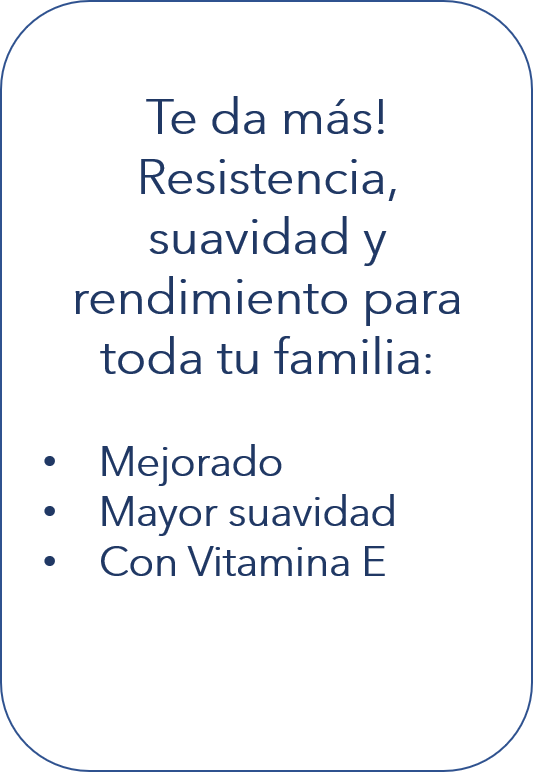 Te da más!
Resistencia,
suavidad y
rendimiento para
toda tu familia:
• Mejorado
• Mayor suavidad
• Con Vitamina E